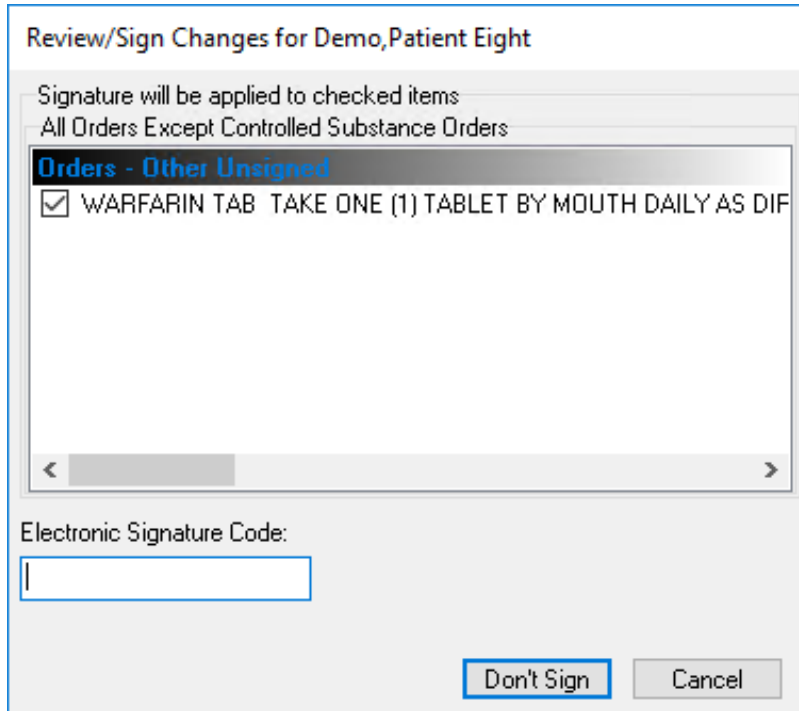 Review/Sign Changes for Demo,Patient Eight
Signature will be applied to checked items
All Orders Except Controlled Substance Orders
Orders - Other Unsigned
WARFARIN TAB TAKE ONE (1) TABLET BY MOUTH DAILY AS DIF
Electronic Signature Code:
Don't Sign Cancel